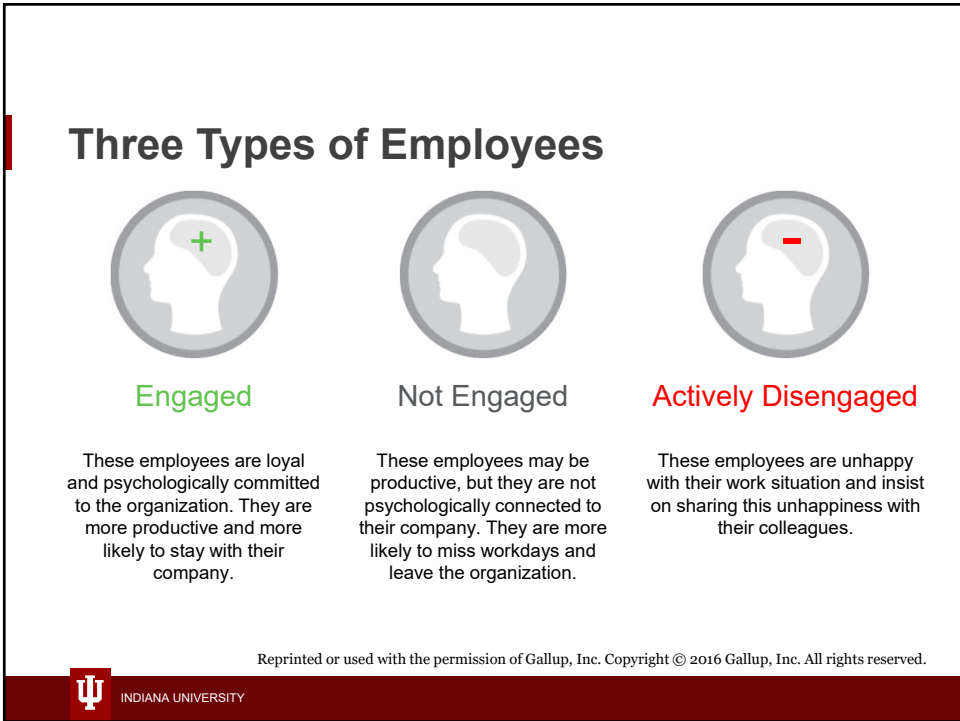 Three Types of Employees
+
-
Engaged
Not Engaged
Actively Disengaged
These employees are loyal
and psychologically committed
to the organization. They are
more productive and more
likely to stay with their
company.
These employees may be
productive, but they are not
psychologically connected to
their company. They are more
likely to miss workdays and
leave the organization.
These employees are unhappy
with their work situation and insist
on sharing this unhappiness with
their colleagues.
Reprinted or used with the permission of Gallup, Inc. Copyright © 2016 Gallup, Inc. All rights reserved.
INDIANA UNIVERSITY